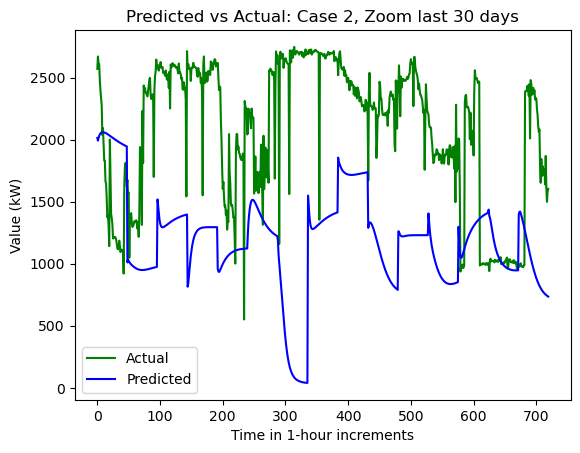 Predicted vs Actual: Case 2, Zoom last 30 days
Value (kW)
2500
2000
1500
1000
500
0
Actual
Predicted
0 100 200 300 400 500 600 700
Time in 1-hour increments